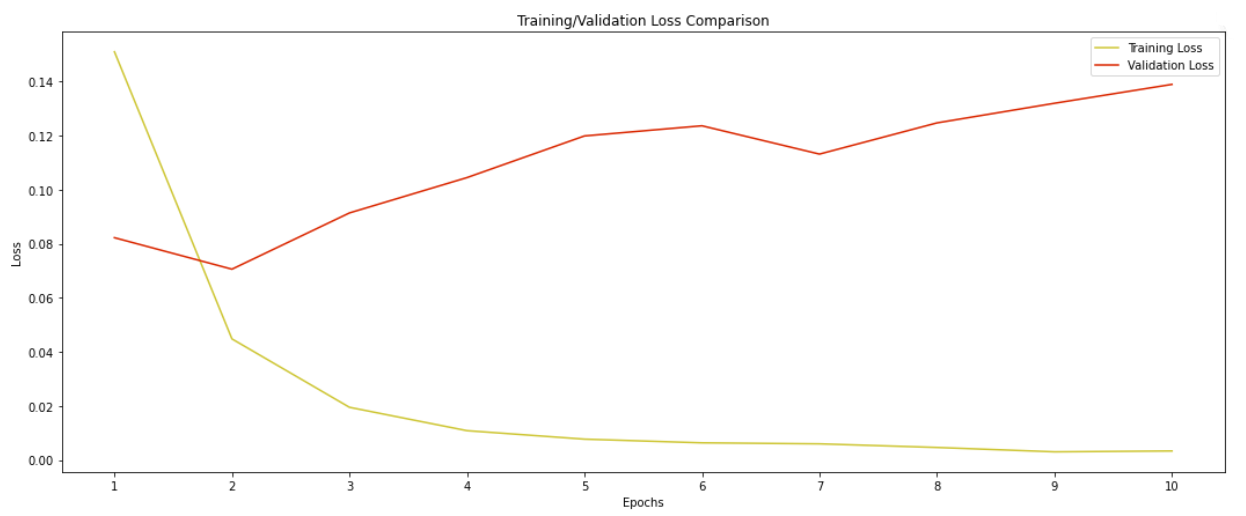 Training/Validation Loss Comparison
Training Loss
Validation Loss
0.14
0.12
0.10
0.08
0.06
0.04
0.02
0.00
Loss
1 2 3 4 5 6 7 8 9 10
Epochs